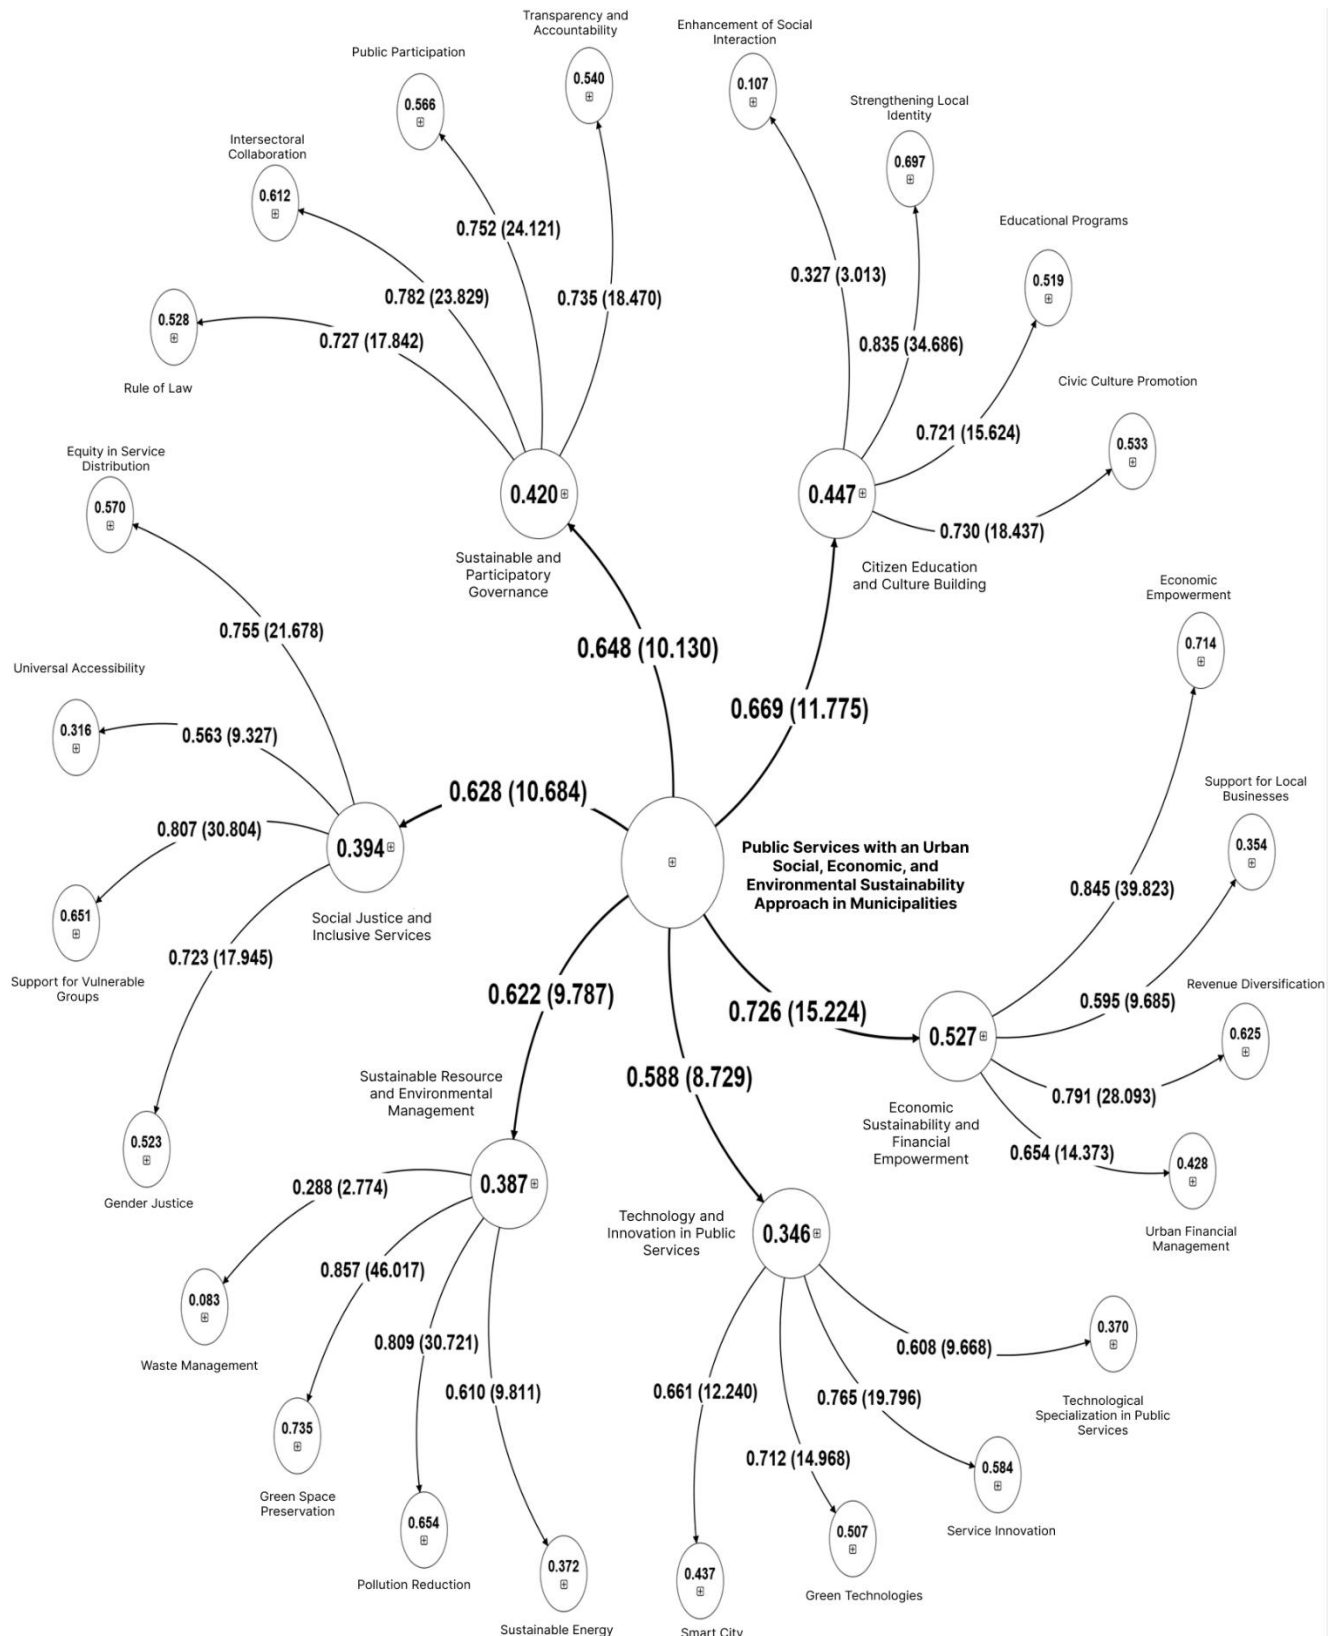 Transparency and
Accountability
0.540
Public Participation
0.566
Intersectoral
Collaboration
0.612
0.528
Rule of Law
0.752 (24.121)
0.782 (23.829)
0.735 (18.470)
0.727 (17.842)
0.420
Sustainable and
Participatory
Governance
0.648 (10.130)
Enhancement of Social
Interaction
0.107
Strengthening Local
Identity
0.697
Educational Programs
0.519
Civic Culture Promotion
0.533
0.327 (3.013)
0.835 (34.686)
0.721 (15.624)
0.730 (18.437)
0.447
Citizen Education
and Culture Building
0.669 (11.775)
Equity in Service
Distribution
0.570
0.755 (21.678)
Universal Accessibility
0.316
0.563 (9.327)
0.807 (30.804)
0.651
Support for Vulnerable
Groups
0.723 (17.945)
0.523
Gender Justice
0.394
Social Justice and
Inclusive Services
0.628 (10.684)
Public Services with an Urban
Social, Economic, and
Environmental Sustainability
Approach in Municipalities
Economic
Empowerment
0.714
0.845 (39.823)
Support for Local
Businesses
0.354
0.595 (9.685)
Revenue Diversification
0.625
0.791 (28.093)
0.654 (14.373)
0.428
Urban Financial
Management
0.527
Economic
Sustainability and
Financial
Empowerment
0.726 (15.224)
0.622 (9.787)
Sustainable Resource
and Environmental
Management
0.387
0.288 (2.774)
0.083
Waste Management
0.857 (46.017)
0.735
Green Space
Preservation
0.809 (30.721)
0.654
Pollution Reduction
0.610 (9.811)
0.372
Sustainable Energy
0.588 (8.729)
Technology and
Innovation in Public
Services
0.346
0.608 (9.668)
0.370
Technological
Specialization in Public
Services
0.661 (12.240)
0.765 (19.796)
0.712 (14.968)
0.584
Service Innovation
0.507
Green Technologies
0.437
Smart City